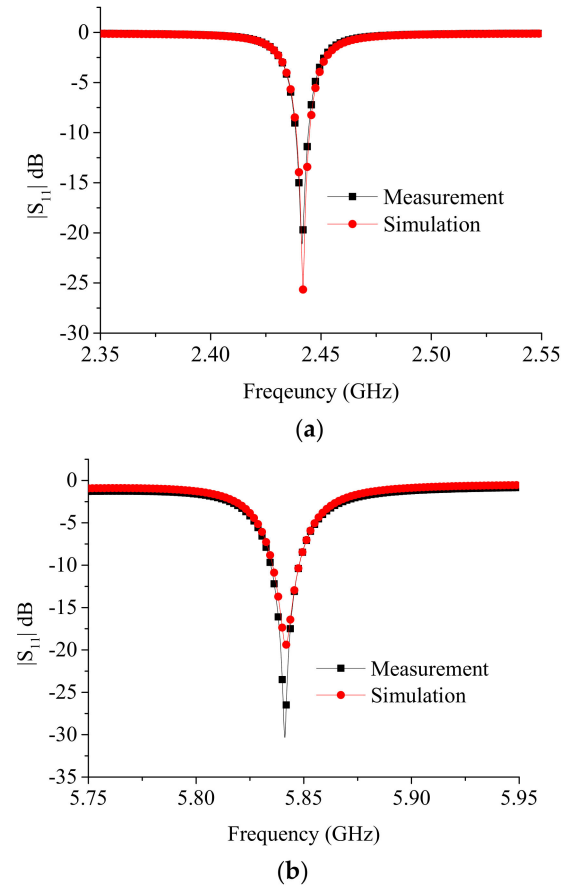 0
-5
-10
-15
-20
-25
-30
|S11| dB
Measurement
Simulation
2.35 2.40 2.45 2.50 2.55
Freqeuncy (GHz)
(a)
0
-5
-10
-15
-20
-25
-30
-35
|S11| dB
Measurement
Simulation
5.75 5.80 5.85 5.90 5.95
Frequency (GHz)
(b)